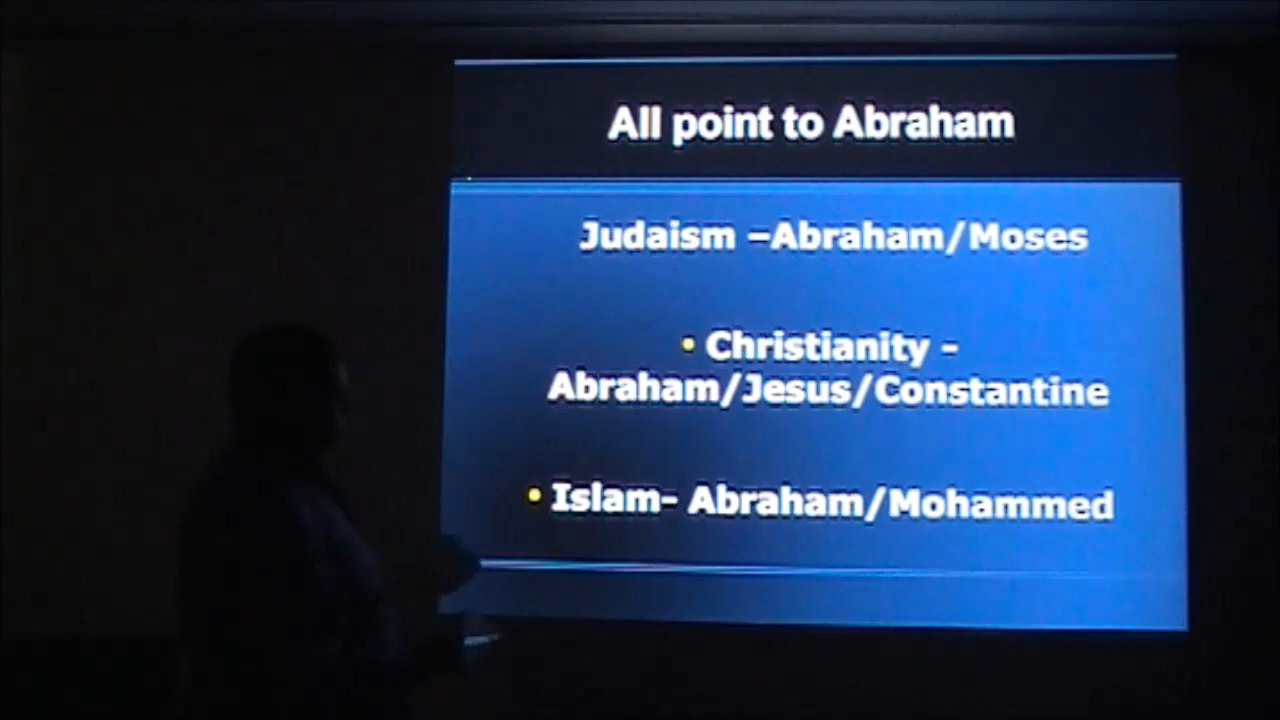 All point to Abraham
Judaism –Abraham/Moses
• Christianity -
Abraham/Jesus/Constantine
• Islam- Abraham/Mohammed